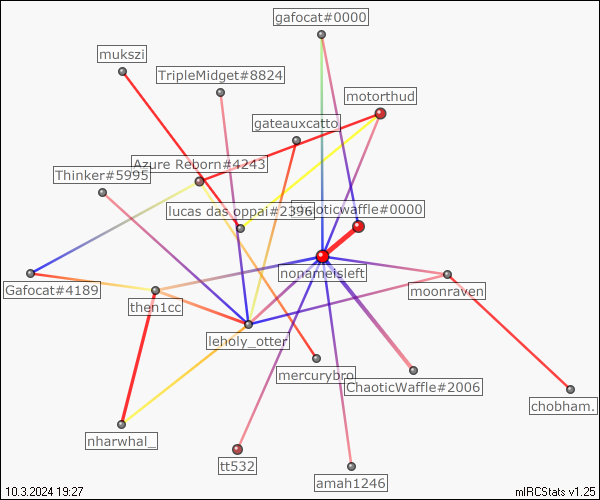 gafocat#0000
mukszi
TripleMidget#8824
motorthud
gateauxcatto
Azure Reborn#4243
Thinker#5995
lucas das oppai#2396
oticwaffle#0000
nonameisleft
Gafocat#4189
moonraven
then1cc
leholy_otter
mercurybro
ChaoticWaffle#2006
chobham.
nharwhal_
tt532
amah1246
10.3.2024 19:27
mIRCStats v1.25